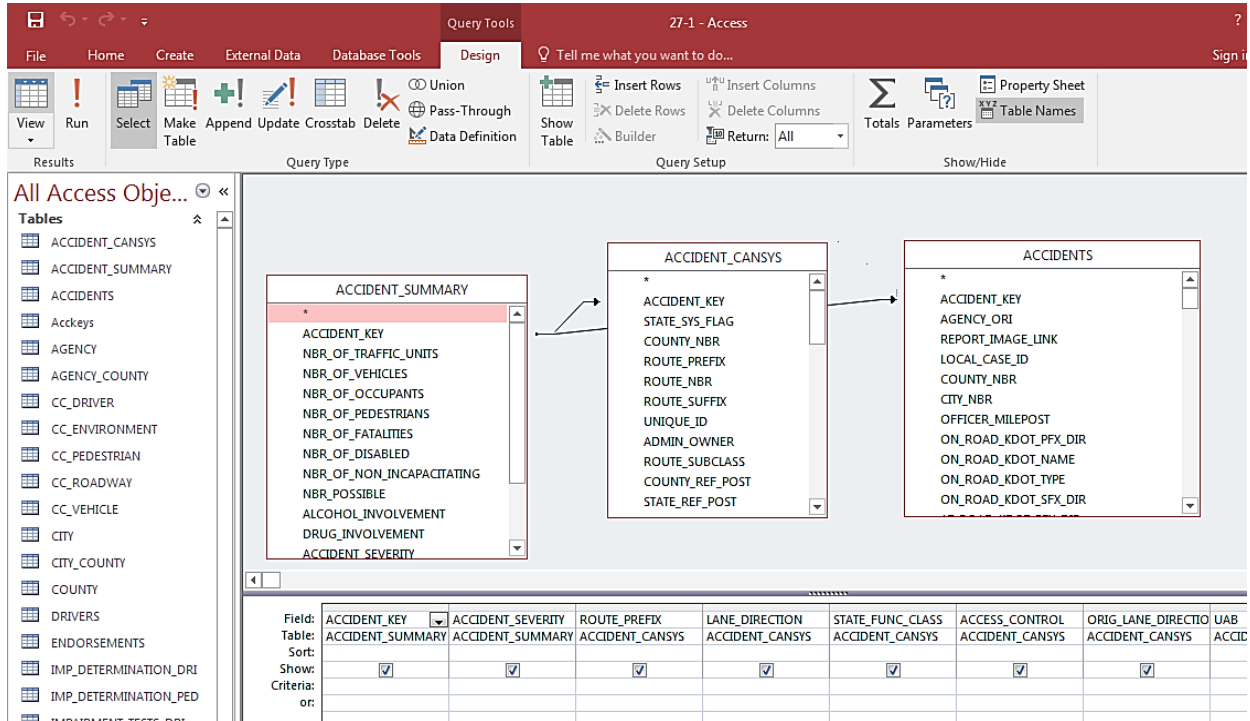 Query Tools
27-1 - Access
?
File Home Create External Data Database Tools Design Tell me what you want to do... Sign i
View
Run
Select
Make Table
Append
Update
Crosstab
Delete
Union
Pass-Through
Data Definition
Show Table
Insert Rows
Delete Rows
Builder
Insert Columns
Delete Columns
Return: All
Totals
Parameters
Property Sheet
XYZ Table Names
Results
Query Type
Query Setup
Show/Hide
All Access Obje... «
Tables
ACCIDENT_CANSYS
ACCIDENT_SUMMARY
ACCIDENTS
Acckeys
AGENCY
AGENCY_COUNTY
CC_DRIVER
CC_ENVIRONMENT
CC_PEDESTRIAN
CC_ROADWAY
CC_VEHICLE
CITY
CITY_COUNTY
COUNTY
DRIVERS
ENDORSEMENTS
IMP_DETERMINATION_DRI
IMP_DETERMINATION_PED
ACCIDENT_SUMMARY
*
ACCIDENT_KEY
NBR_OF_TRAFFIC_UNITS
NBR_OF_VEHICLES
NBR_OF_OCCUPANTS
NBR_OF_PEDESTRIANS
NBR_OF_FATALITIES
NBR_OF_DISABLED
NBR_OF_NON_INCAPACITATING
NBR_POSSIBLE
ALCOHOL_INVOLVEMENT
DRUG_INVOLVEMENT
ACCIDENT_SEVERITY
ACCIDENT_CANSYS
*
ACCIDENT_KEY
STATE_SYS_FLAG
COUNTY_NBR
ROUTE_PREFIX
ROUTE_NBR
ROUTE_SUFFIX
UNIQUE_ID
ADMIN_OWNER
ROUTE_SUBCLASS
COUNTY_REF_POST
STATE_REF_POST
ACCIDENTS
*
ACCIDENT_KEY
AGENCY_ORI
REPORT_IMAGE_LINK
LOCAL_CASE_ID
COUNTY_NBR
CITY_NBR
OFFICER_MILEPOST
ON_ROAD_KDOT_PFX_DIR
ON_ROAD_KDOT_NAME
ON_ROAD_KDOT_TYPE
ON_ROAD_KDOT_SFX_DIR
Field: ACCIDENT_KEY ACCIDENT_SEVERITY ROUTE_PREFIX LANE_DIRECTION STATE_FUNC_CLASS ACCESS_CONTROL ORIG_LANE_DIRECTIO UAB
Table: ACCIDENT_SUMMARY ACCIDENT_SUMMARY ACCIDENT_CANSYS ACCIDENT_CANSYS ACCIDENT_CANSYS ACCIDENT_CANSYS ACCIDENT_CANSYS ACCID
Sort:
Show:
Criteria:
or: